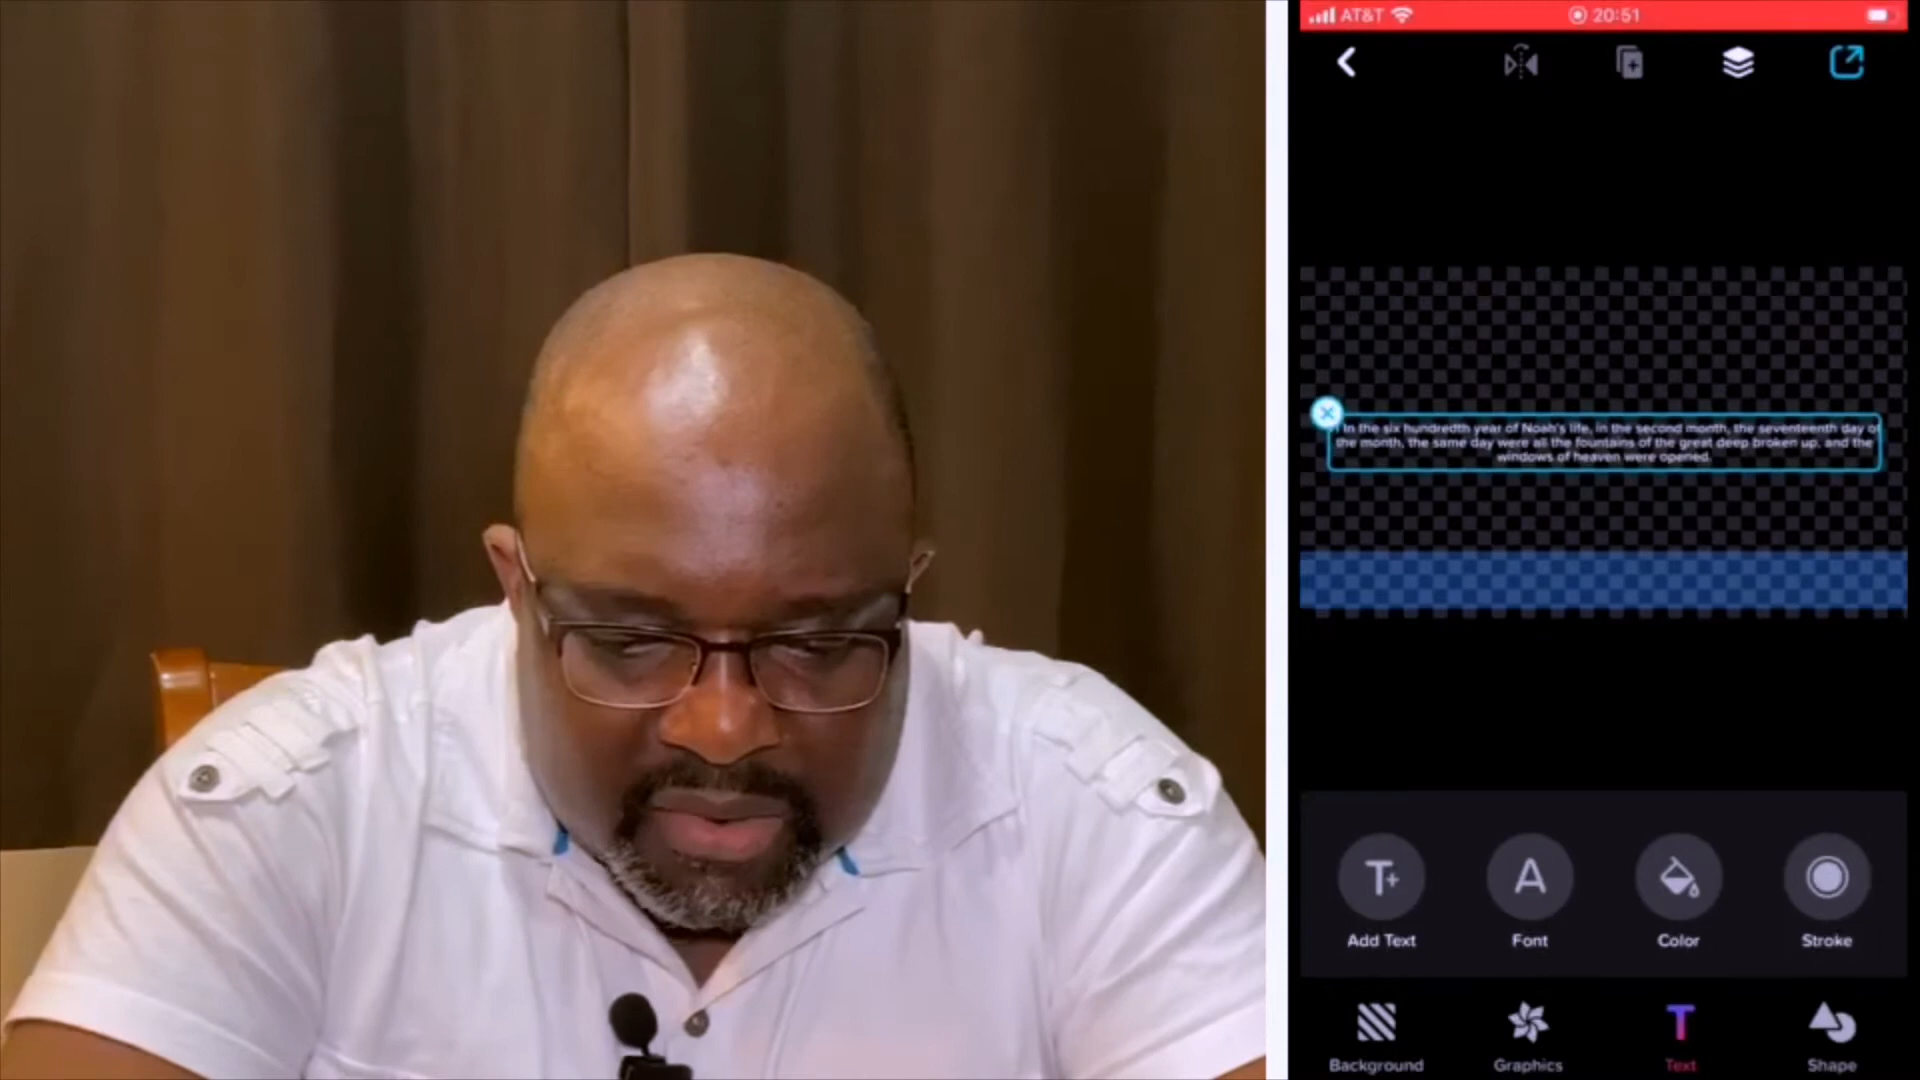 AT&T
20:51
In the six hundredth year of Noah's life, in the second month, the seventeenth day of
the month, the same day were all the fountains of the great deep broken up, and the
windows of heaven were opened.
Add Text
Font
Color
Stroke
Background
Graphics
Text
Shape